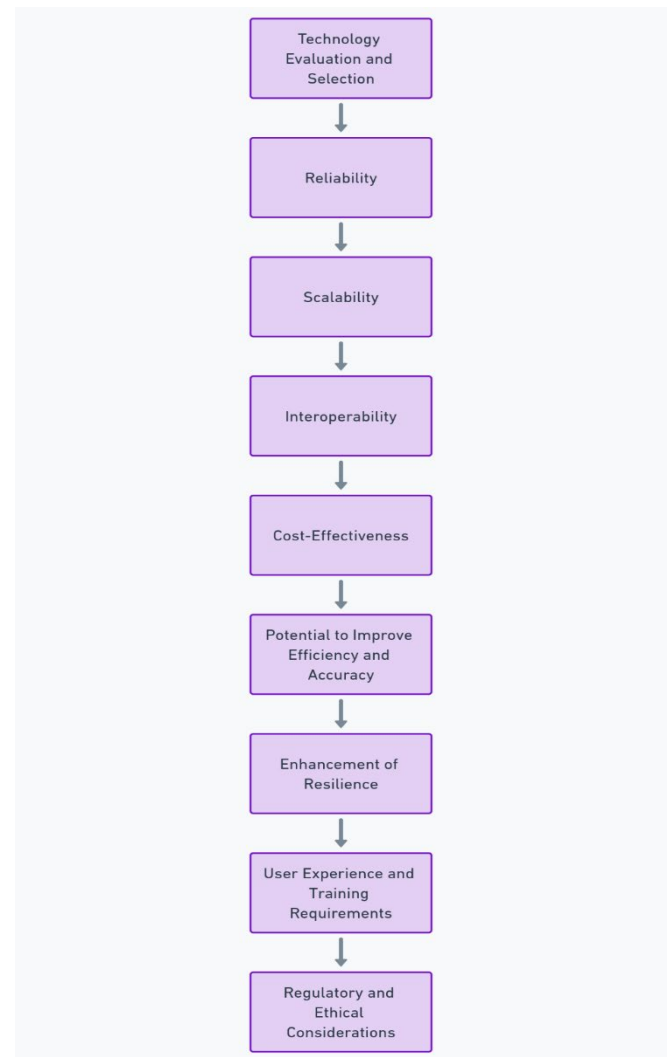 Technology
Evaluation and
Selection
Reliability
Scalability
Interoperability
Cost-Effectiveness
Potential to Improve
Efficiency and
Accuracy
Enhancement of
Resilience
User Experience and
Training
Requirements
Regulatory and
Ethical
Considerations